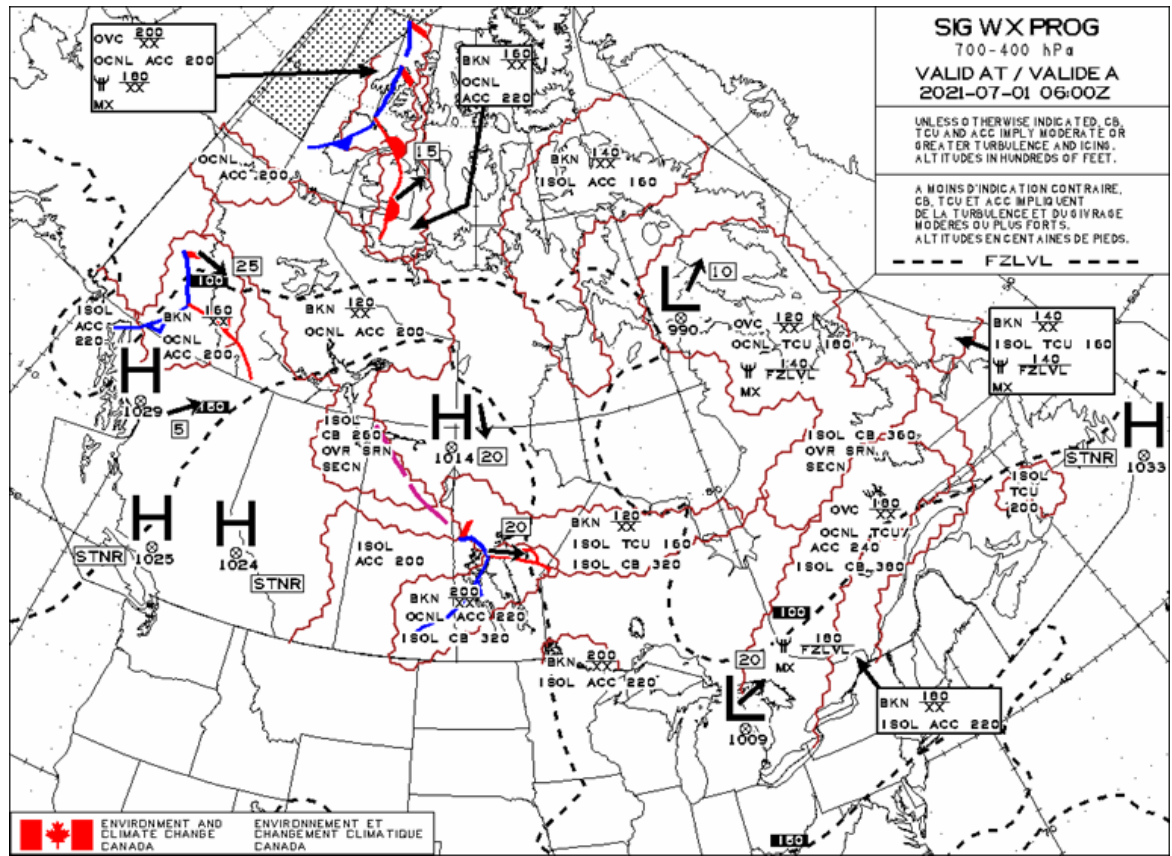 SIG WX PROG
700-400 hPa
VALID AT / VALIDE A
2021-07-01 06:00Z
UNLESS OTHERWISE INDICATED, CB,
TCU AND ACC IMPLY MODERATE OR
GREATER TURBULENCE AND ICING.
ALTITUDES IN HUNDREDS OF FEET.
A MOINS D'INDICATION CONTRAIRE,
CB, TCU ET ACC IMPLIQUENT
DE LA TURBULENCE ET DU GIVRAGE
MODERES OU PLUS FORTS.
ALTITUDES EN CENTAINES DE PIEDS.
FZLVL
OVC 200
XX
OCNL ACC 200
180
XX
MX
BKN 160
XX
OCNL
ACC 220
OCNL
ACC 200
15
BKN 140
XX
ISOL ACC 160
25
100
ISOL
ACC
220
BKN 160
XX
OCNL
ACC 200
BKN 120
XX
OCNL ACC 200
L
990
10
OVC 120
XX
OCNL TCU 180
140
FZLVL
MX
BKN 140
XX
ISOL TCU 160
140
FZLVL
MX
H
1029
5
150
ISOL
CB 260
OVR SRN
SECN
H
1014
20
ISOL CB 360
OVR SRN
SECN
H
1033
STNR
ISOL
TCU
200
H
1025
STNR
H
1024
STNR
ISOL
ACC 200
20
BKN 120
XX
ISOL TCU 160
ISOL CB 320
OVC 180
XX
OCNL TCU/
ACC 240
ISOL CB 380
BKN 200
XX
OCNL ACC 220
ISOL CB 320
100
BKN 200
XX
ISOL ACC 220
180
FZLVL
MX
20
L
1009
BKN 180
XX
ISOL ACC 220
150
ENVIRONMENT AND
CLIMATE CHANGE
CANADA
ENVIRONNEMENT ET
CHANGEMENT CLIMATIQUE
CANADA